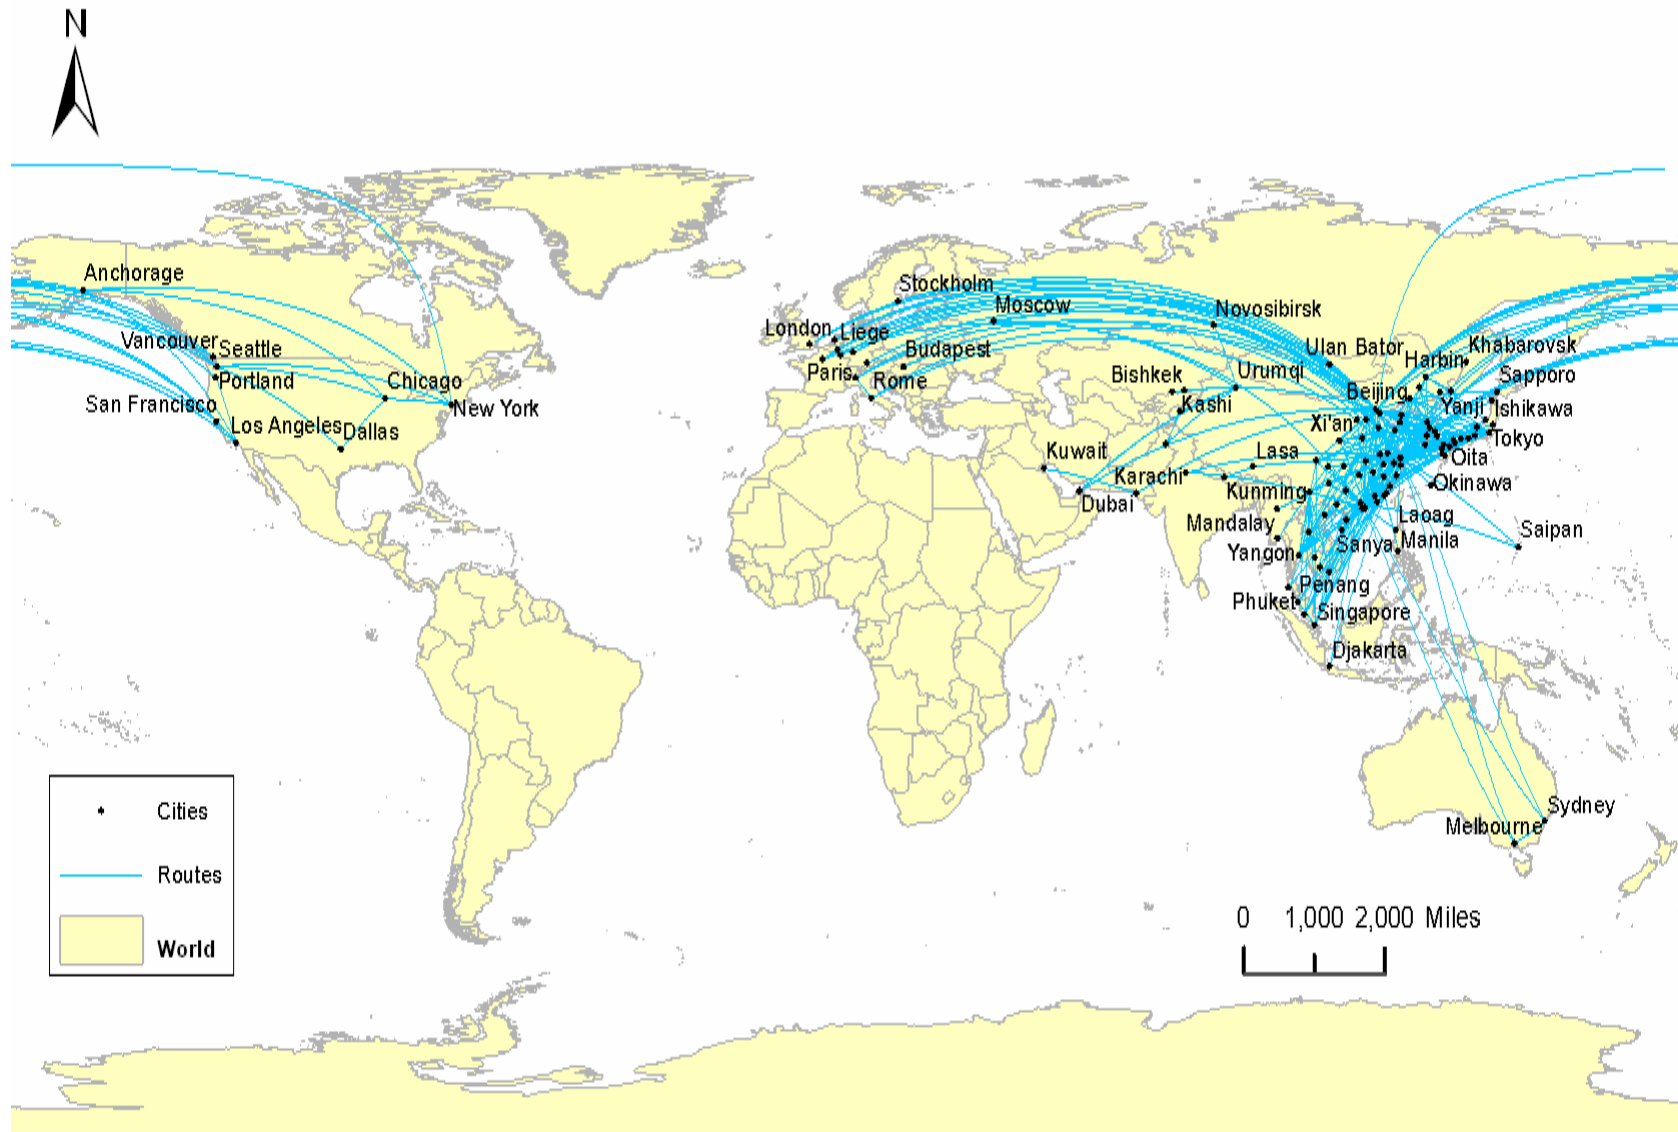 N
Anchorage
Stockholm
Moscow
Novosibirsk
London
Liege
Vancouver
Seattle
Budapest
Ulan Bator
Harbin
Khabarovsk
Paris
Rome
Bishkek
Urumqi
Sapporo
Portland
Chicago
Beijing
Yanji
Ishikawa
San Francisco
New York
Kashi
Los Angeles
Dallas
Xi'an
Tokyo
Kuwait
Lasa
Oita
Karachi
Kunming
Okinawa
Dubai
Mandalay
Laoag
Saipan
Yangon
Sanya
Manila
Penang
Phuket
Singapore
Djakarta
Sydney
Melbourne
Cities
Routes
World
0 1,000 2,000 Miles